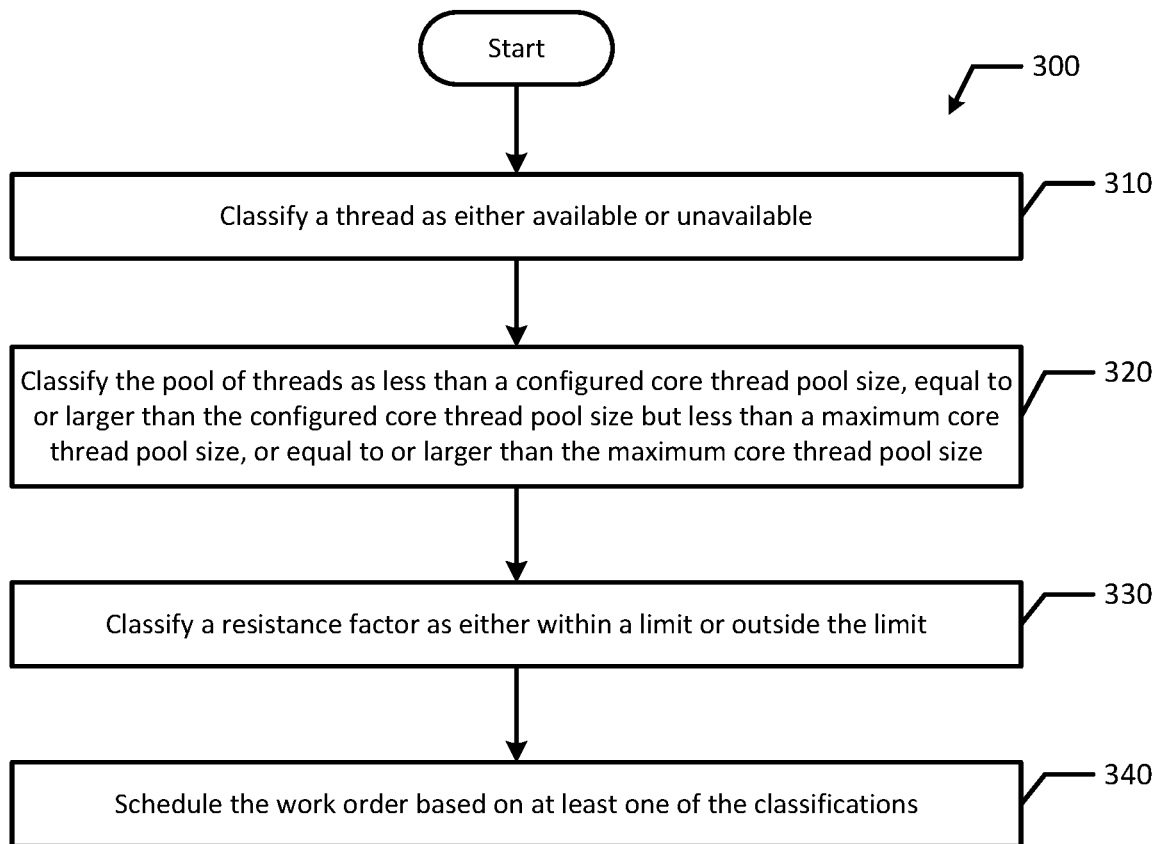 Start
300
310
Classify a thread as either available or unavailable
320
Classify the pool of threads as less than a configured core thread pool size, equal to
or larger than the configured core thread pool size but less than a maximum core
thread pool size, or equal to or larger than the maximum core thread pool size
330
Classify a resistance factor as either within a limit or outside the limit
340
Schedule the work order based on at least one of the classifications